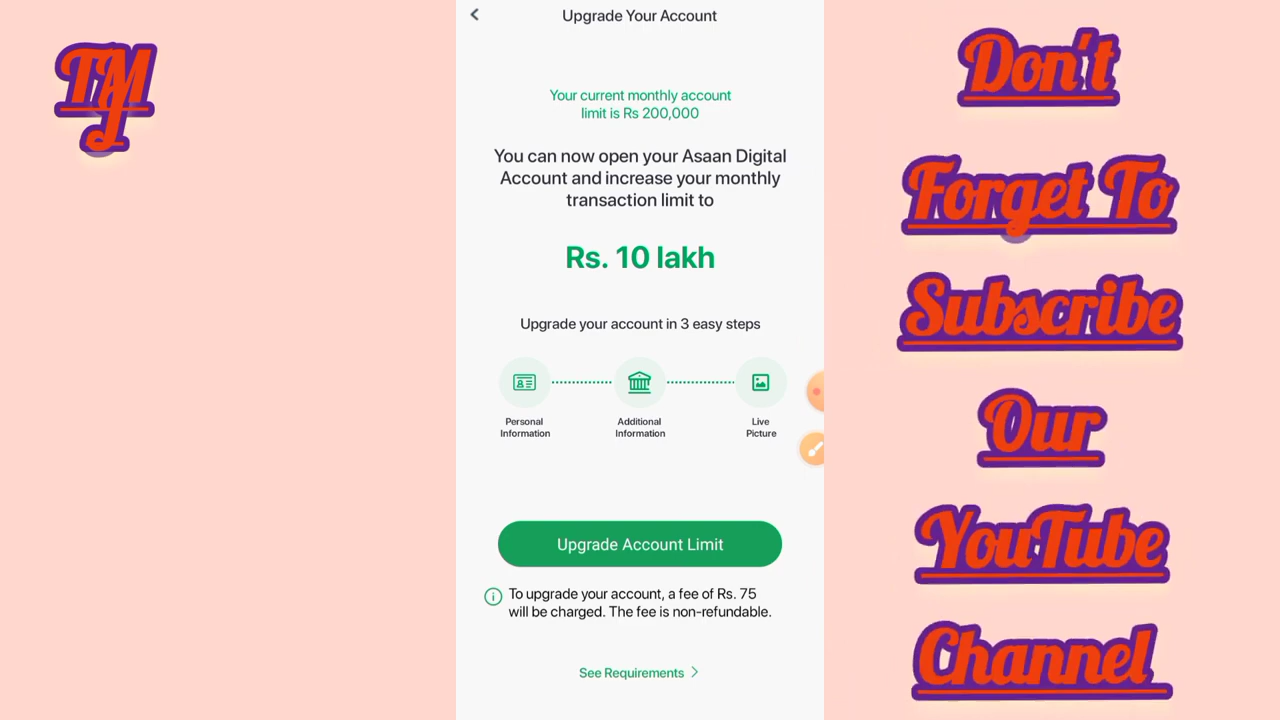 TM
J
Upgrade Your Account
Your current monthly account
limit is Rs 200,000
You can now open your Asaan Digital
Account and increase your monthly
transaction limit to
Rs. 10 lakh
Upgrade your account in 3 easy steps
Personal
Information
Additional
Information
Live
Picture
Upgrade Account Limit
To upgrade your account, a fee of Rs. 75
will be charged. The fee is non-refundable.
See Requirements
Don't
Forget To
Subscribe
Our
YouTube
Channel